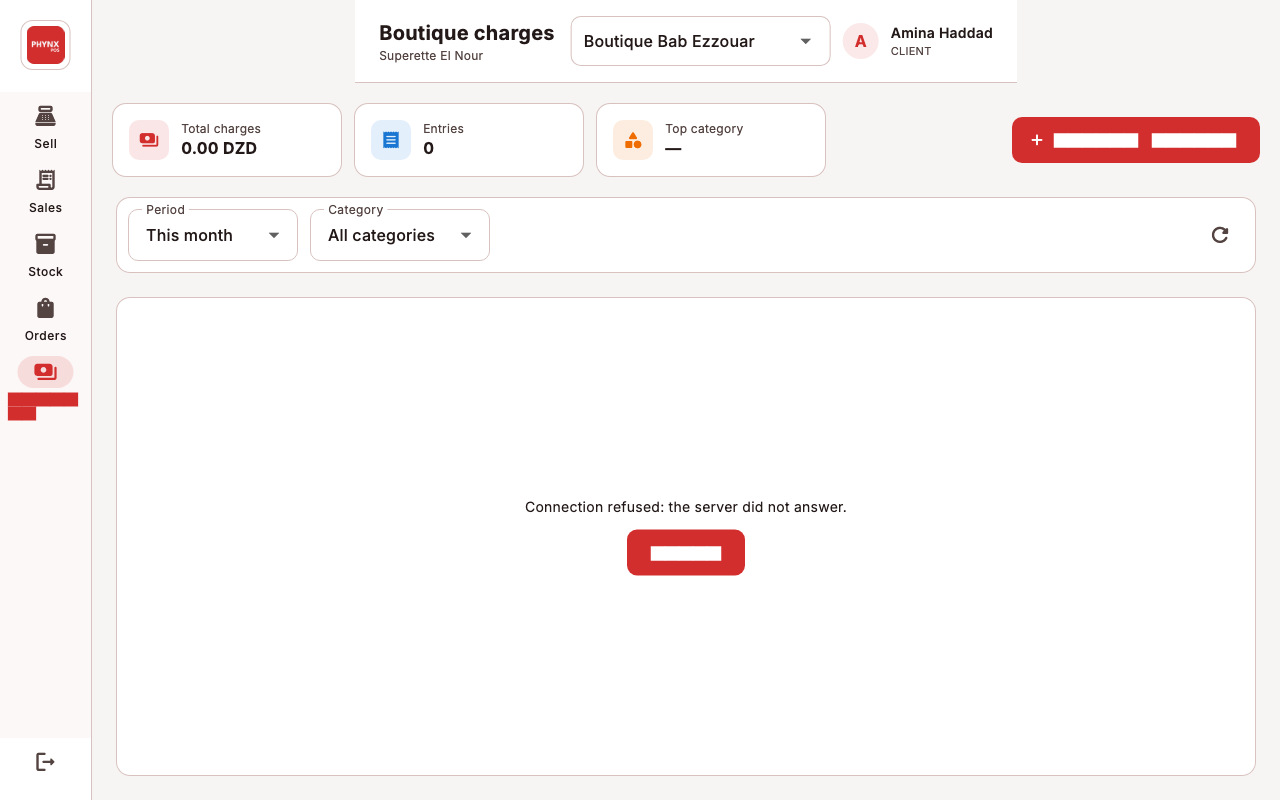 PHYNX
POS
Boutique charges
Superette El Nour
Boutique Bab Ezzouar
A
Amina Haddad
CLIENT
Sell
Sales
Stock
Orders
Total charges
0.00 DZD
Entries
0
Top category
—
+
Period
This month
Category
All categories
Connection refused: the server did not answer.